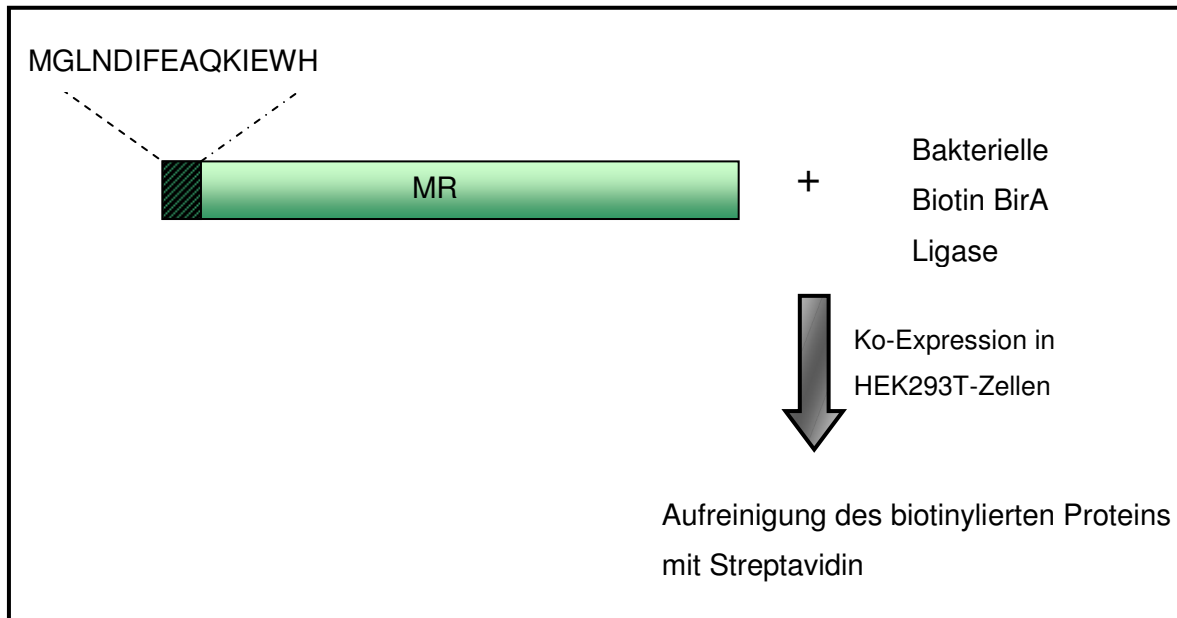 MGLNDIFEAQKIEWH
MR
+
Bakterielle
Biotin BirA
Ligase
Ko-Expression in
HEK293T-Zellen
Aufreinigung des biotinylierten Proteins
mit Streptavidin